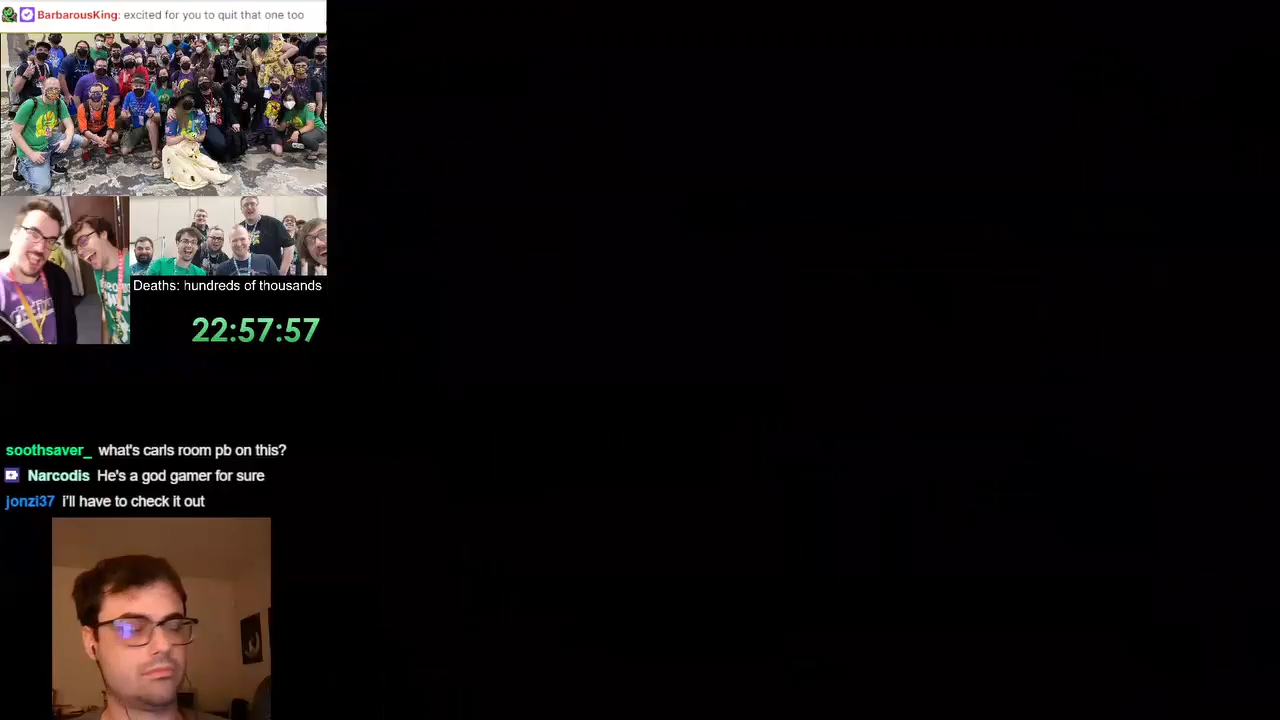 BarbarousKing: excited for you to quit that one too
Deaths: hundreds of thousands
22:57:57
soothsaver_ what's carls room pb on this?
Narcodis He's a god gamer for sure
jonzi37 i'll have to check it out